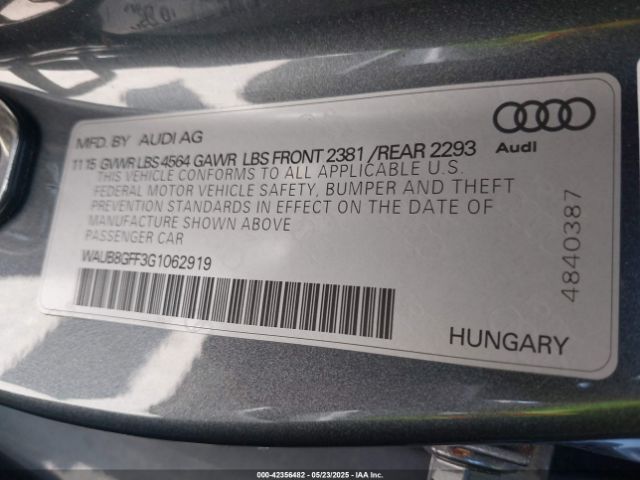 MFD. BY AUDI AG
11 15 GVWR LBS 4564 GAWR LBS FRONT 2381 /REAR 2293
THIS VEHICLE CONFORMS TO ALL APPLICABLE U.S.
FEDERAL MOTOR VEHICLE SAFETY, BUMPER AND THEFT
PREVENTION STANDARDS IN EFFECT ON THE DATE OF
MANUFACTURE SHOWN ABOVE
PASSENGER CAR
WAUB8GFF3G1062919
Audi
4840387
HUNGARY
000-42356482 - 05/23/2025 - IAA Inc.